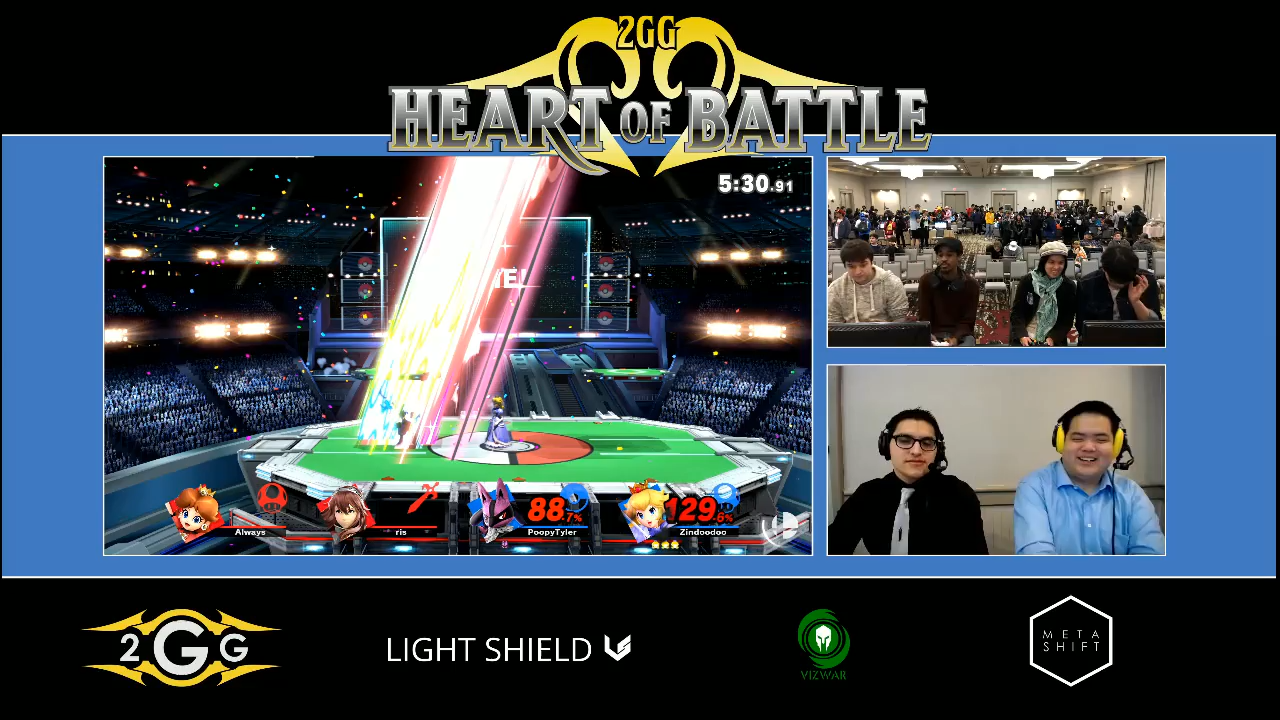 2GG
HEART OF BATTLE
5:30.91
Always
ris
88.7%
PoopyTyler
129.6%
Zindoodoo
2GG
LIGHT SHIELD
VIZWAR
META
SHIFT